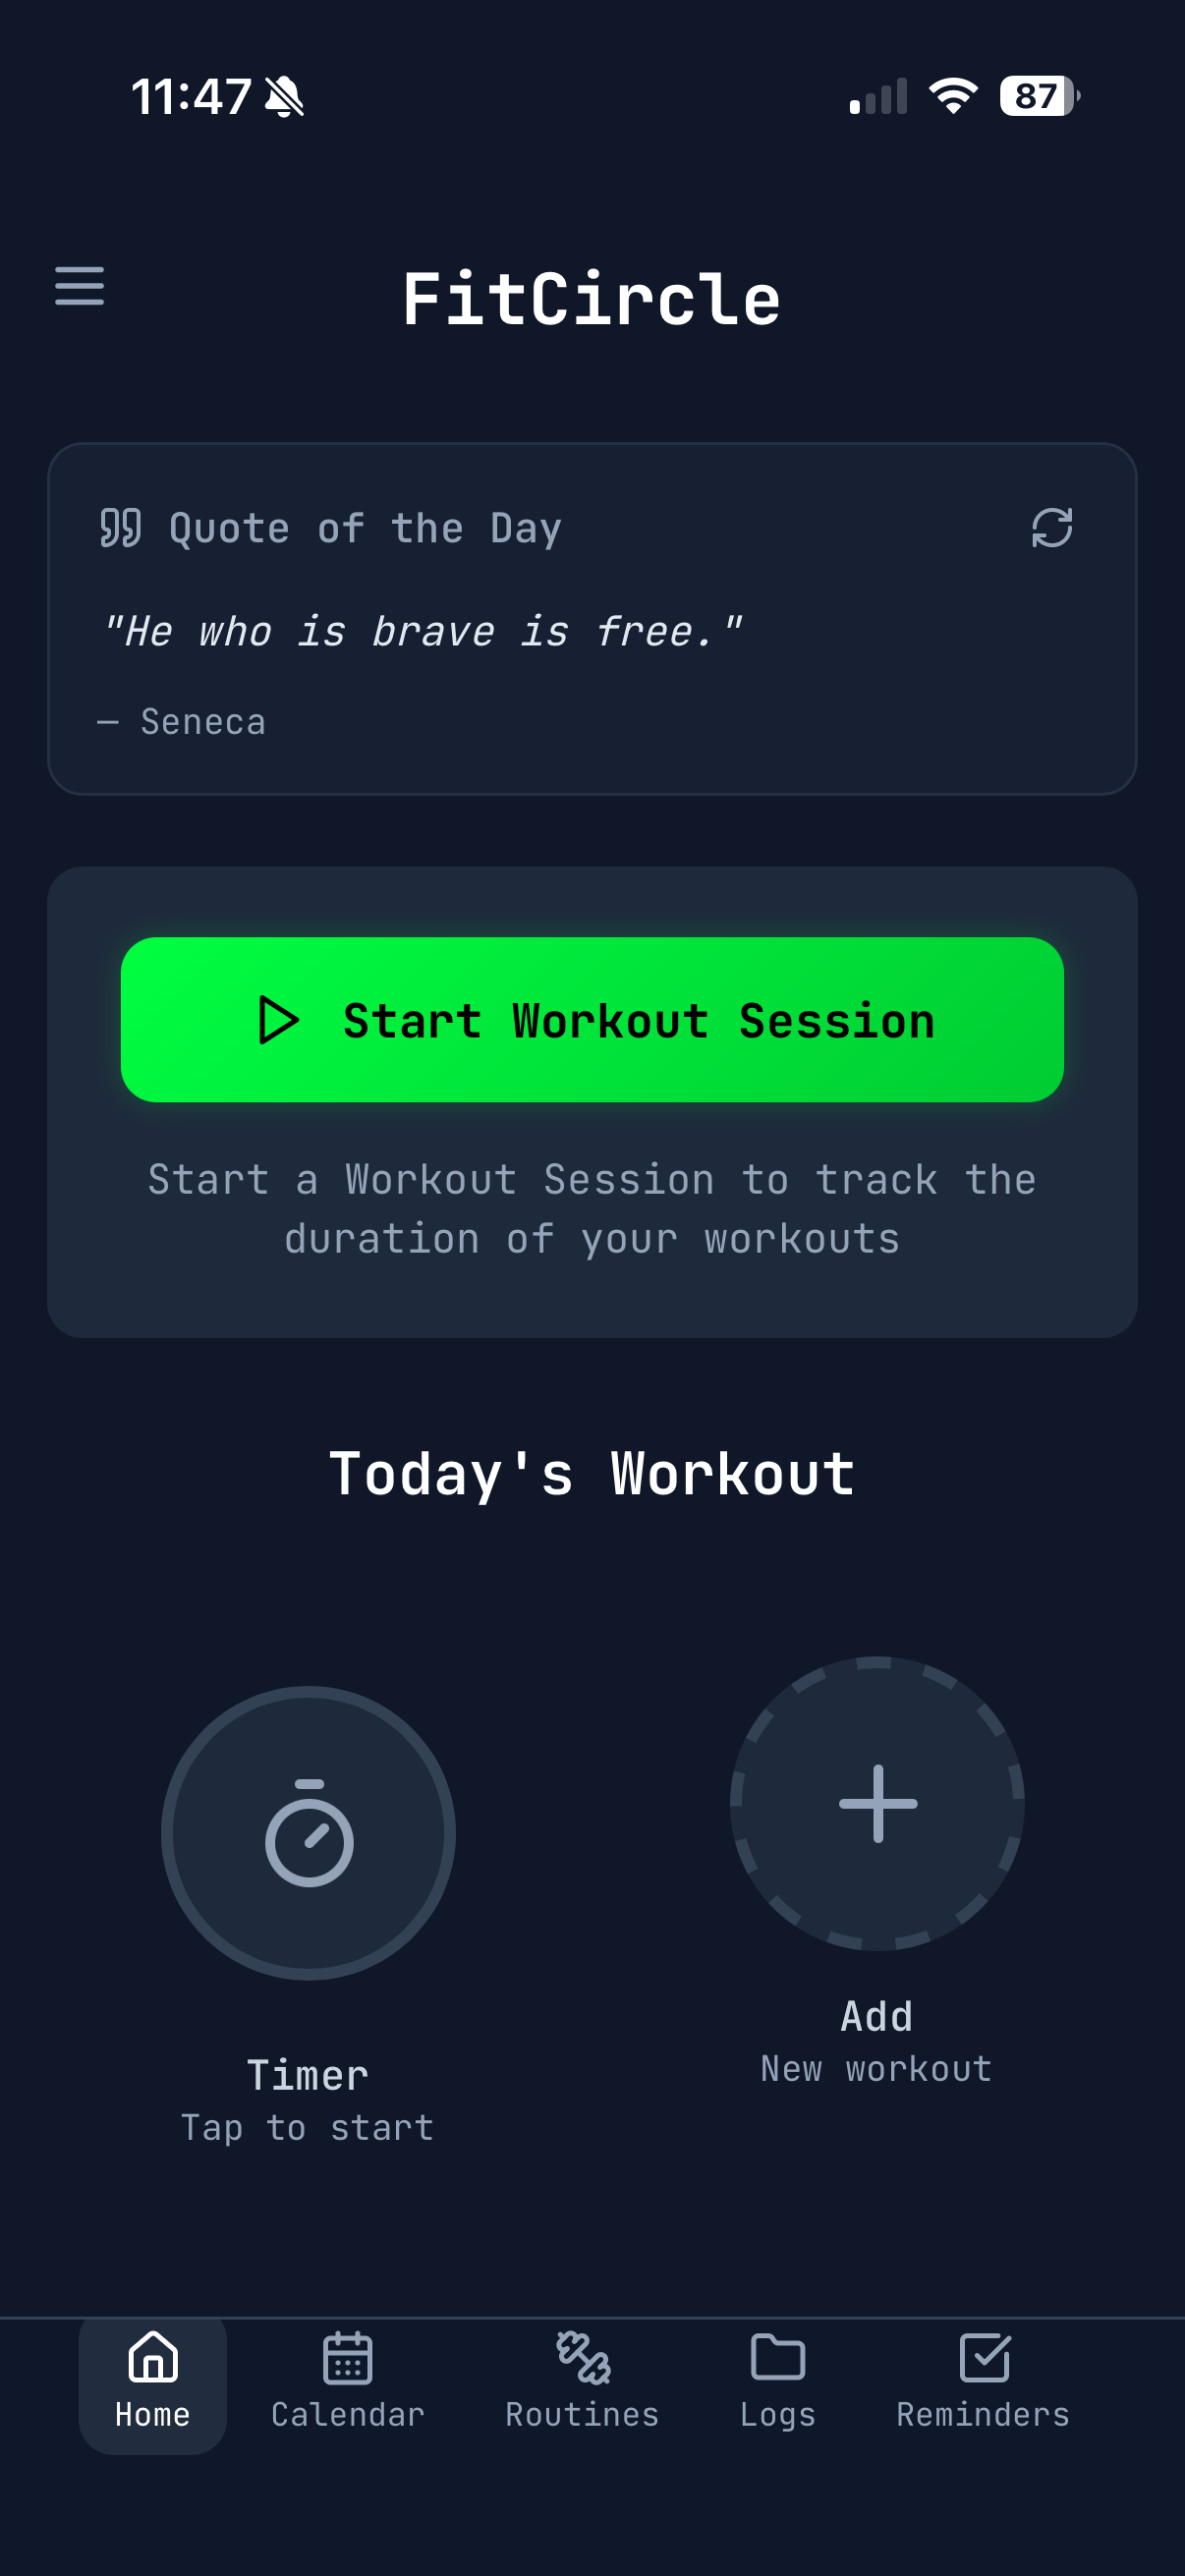 11:47
87
FitCircle
Quote of the Day
"He who is brave is free."
— Seneca
Start Workout Session
Start a Workout Session to track the
duration of your workouts
Today's Workout
Timer
Tap to start
Add
New workout
Home
Calendar
Routines
Logs
Reminders